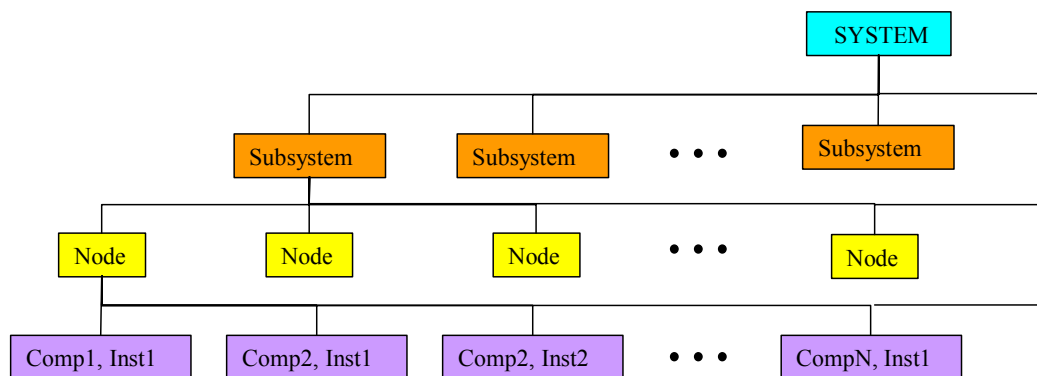 SYSTEM
Subsystem
Subsystem
• • •
Subsystem
Node
Node
Node
• • •
Node
Comp1, Inst1
Comp2, Inst1
Comp2, Inst2
• • •
CompN, Inst1